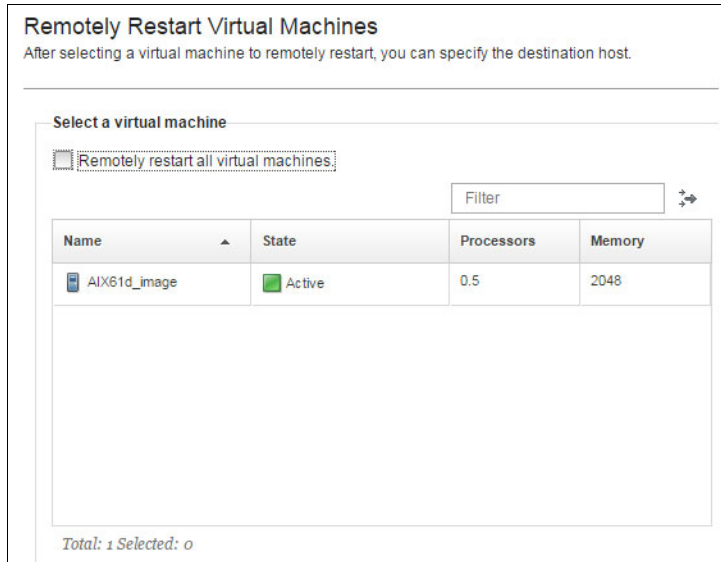 Remotely Restart Virtual Machines
After selecting a virtual machine to remotely restart, you can specify the destination host.
Select a virtual machine
Remotely restart all virtual machines.
Filter
Name State Processors Memory
AIX61d_image Active 0.5 2048
Total: 1 Selected: 0